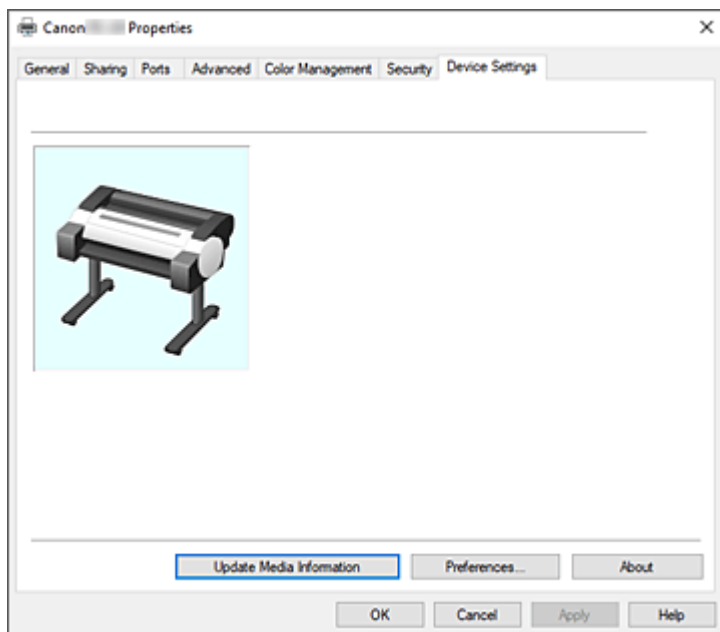 Canon Properties
General Sharing Ports Advanced Color Management Security Device Settings
Update Media Information Preferences... About
OK Cancel Apply Help